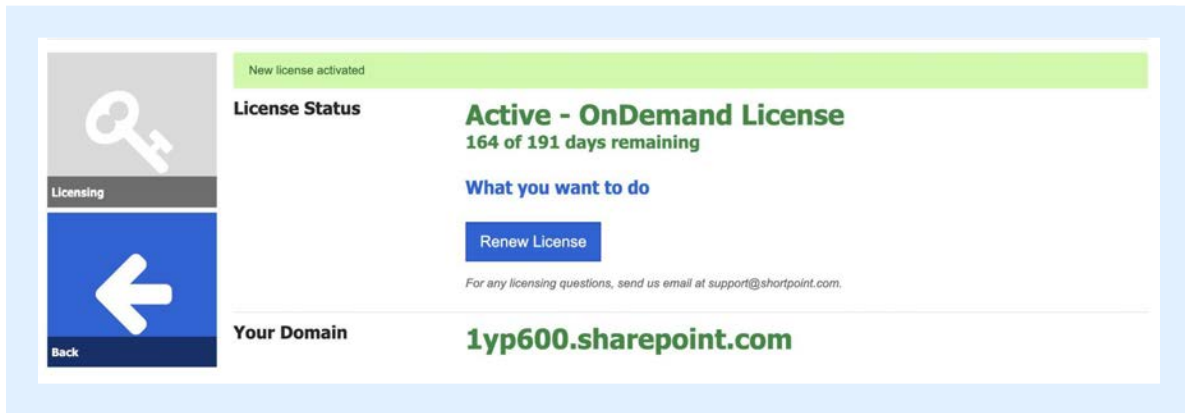 New license activated
License Status
Active - OnDemand License
164 of 191 days remaining
What you want to do
Renew License
For any licensing questions, send us email at support@shortpoint.com.
Licensing
Back
Your Domain
1yp600.sharepoint.com